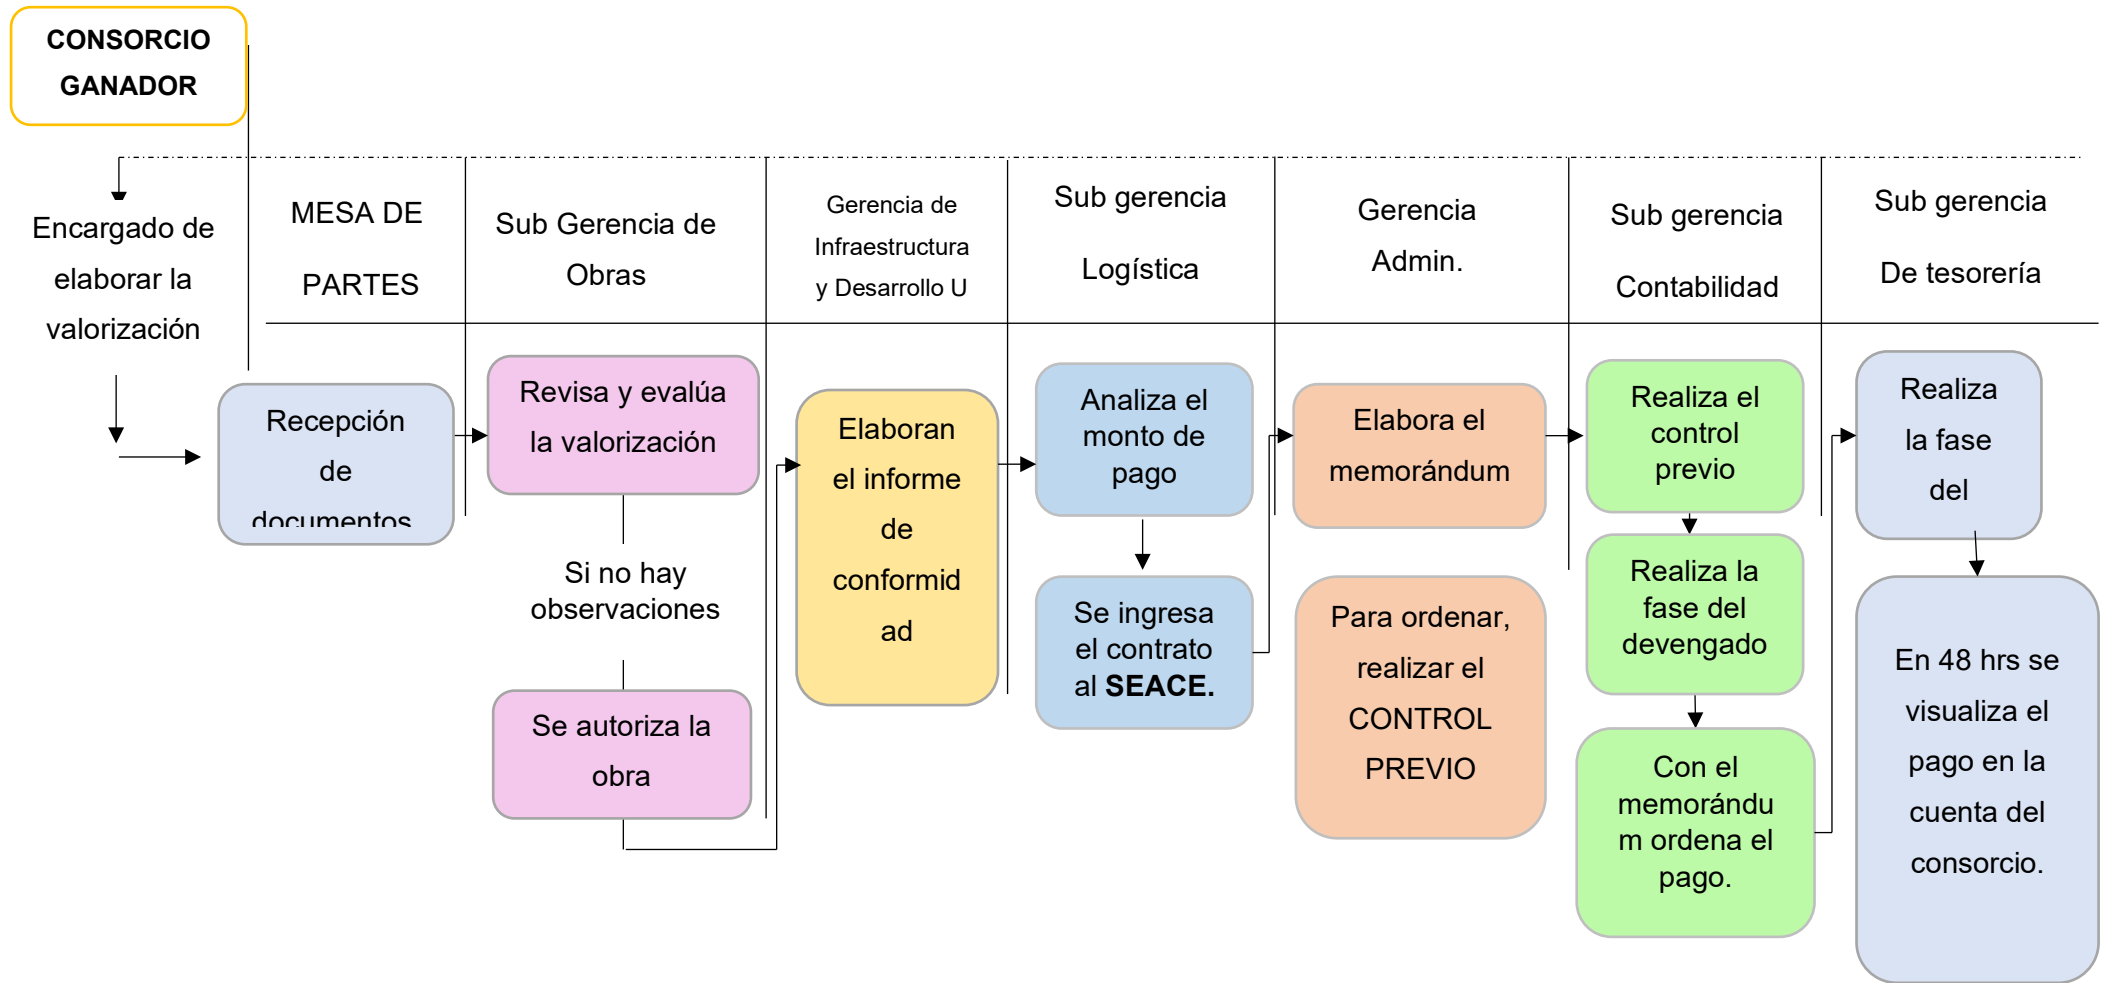 CONSORCIO
GANADOR
Encargado de
elaborar la
valorización
MESA DE
PARTES
Sub Gerencia de
Obras
Gerencia de
Infraestructura
y Desarrollo U
Sub gerencia
Logística
Gerencia
Admin.
Sub gerencia
Contabilidad
Sub gerencia
De tesorería
Recepción
de
documentos
Revisa y evalúa
la valorización
Si no hay
observaciones
Se autoriza la
obra
Elaboran
el informe
de
conformid
ad
Analiza el
monto de
pago
Se ingresa
el contrato
al SEACE.
Elabora el
memorándum
Para ordenar,
realizar el
CONTROL
PREVIO
Realiza el
control
previo
Realiza la
fase del
devengado
Con el
memorándu
m ordena el
pago.
Realiza
la fase
del
En 48 hrs se
visualiza el
pago en la
cuenta del
consorcio.